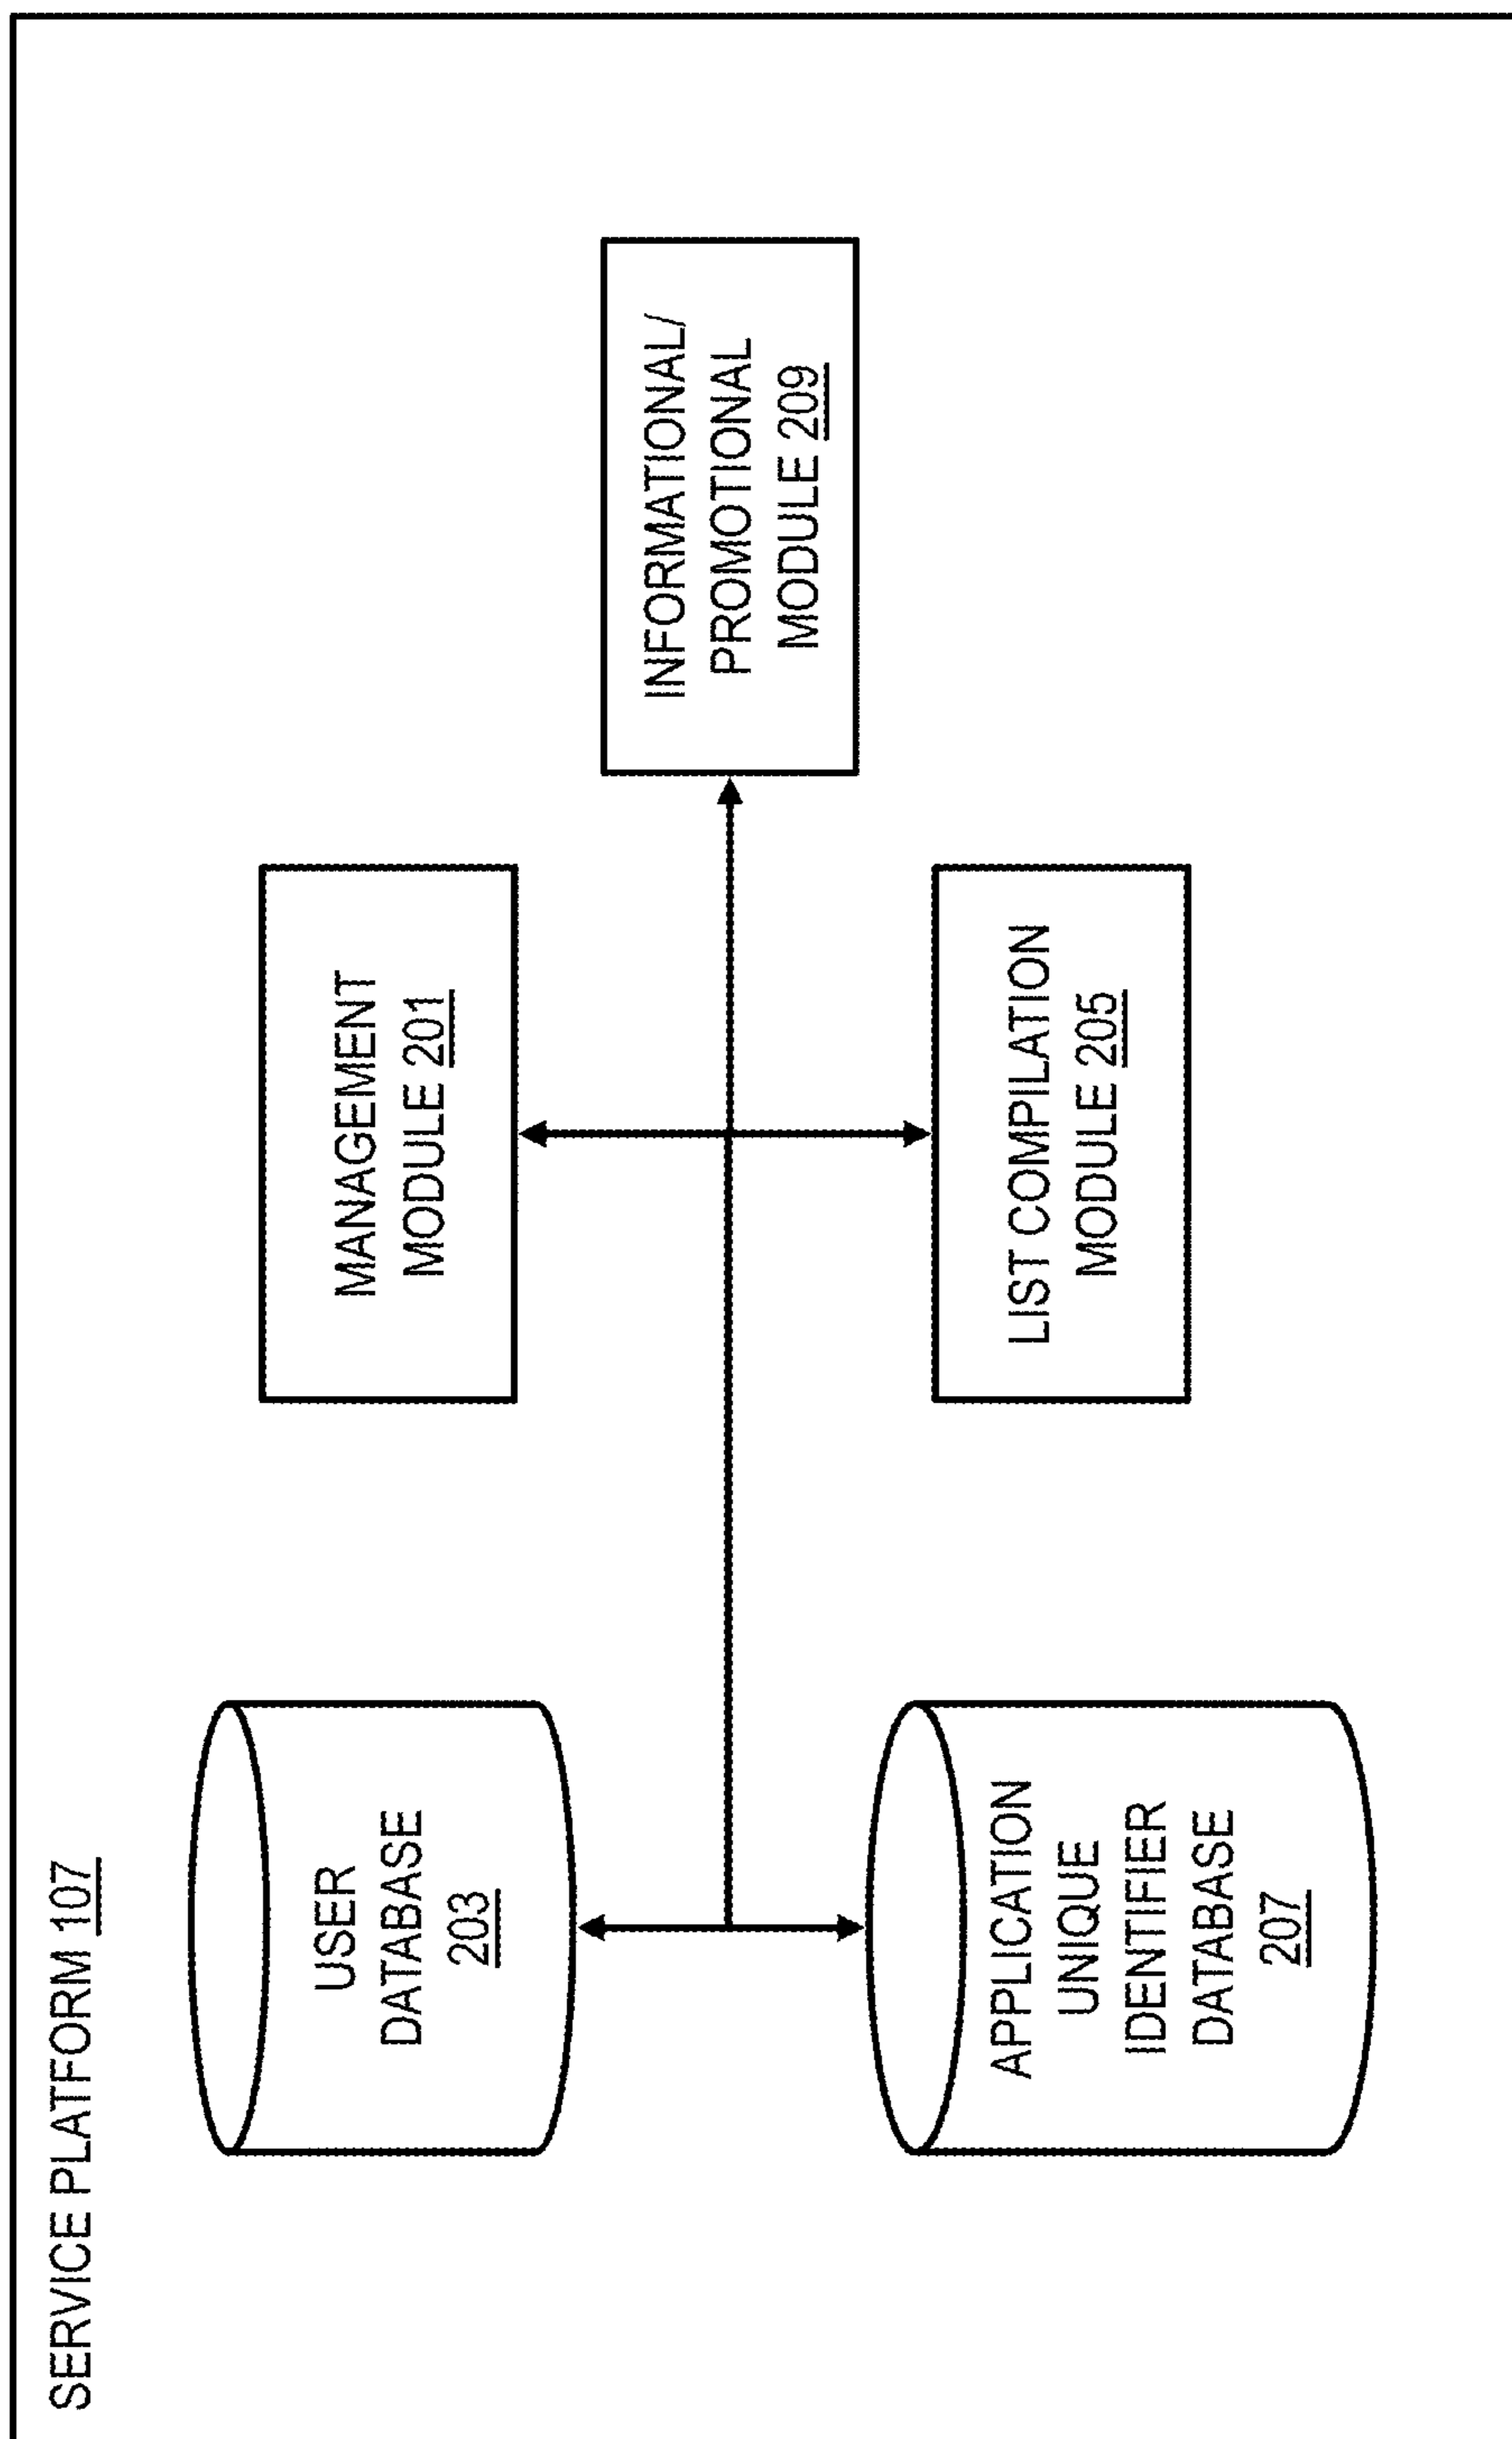 SERVICE PLATFORM 107
USER
DATABASE
203
MANAGEMENT
MODULE 201
INFORMATIONAL/
PROMOTIONAL
MODULE 209
APPLICATION
UNIQUE
IDENTIFIER
DATABASE
207
LIST COMPILATION
MODULE 205